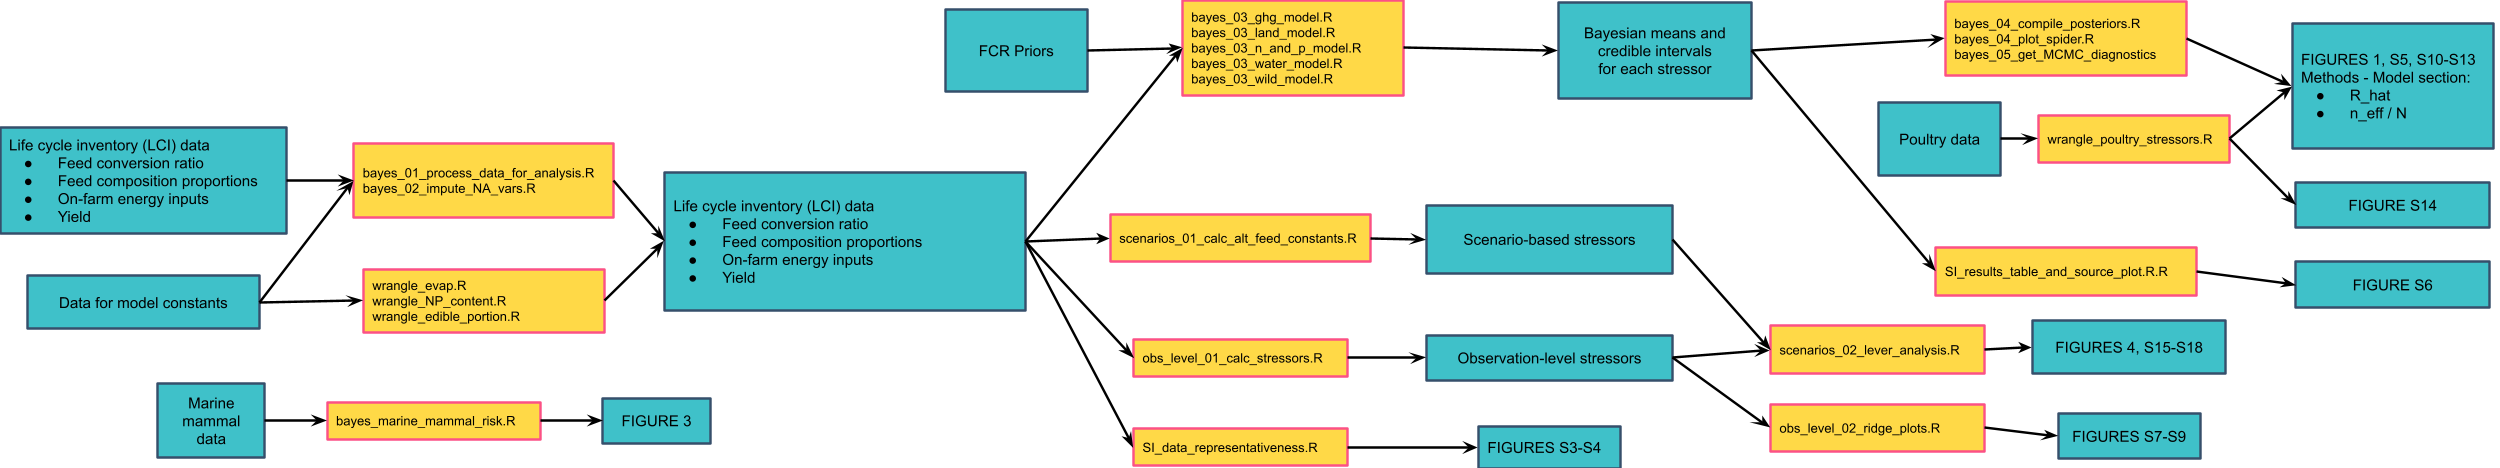 Life cycle inventory (LCI) data
● Feed conversion ratio
● Feed composition proportions
● On-farm energy inputs
● Yield
Data for model constants
Marine
mammal
data
bayes_01_process_data_for_analysis.R
bayes_02_impute_NA_vars.R
wrangle_evap.R
wrangle_NP_content.R
wrangle_edible_portion.R
bayes_marine_mammal_risk.R
FIGURE 3
Life cycle inventory (LCI) data
● Feed conversion ratio
● Feed composition proportions
● On-farm energy inputs
● Yield
FCR Priors
bayes_03_ghg_model.R
bayes_03_land_model.R
bayes_03_n_and_p_model.R
bayes_03_water_model.R
bayes_03_wild_model.R
scenarios_01_calc_alt_feed_constants.R
obs_level_01_calc_stressors.R
SI_data_representativeness.R
Bayesian means and
credible intervals
for each stressor
Scenario-based stressors
Observation-level stressors
FIGURES S3-S4
bayes_04_compile_posteriors.R
bayes_04_plot_spider.R
bayes_05_get_MCMC_diagnostics
Poultry data
wrangle_poultry_stressors.R
SI_results_table_and_source_plot.R.R
scenarios_02_lever_analysis.R
obs_level_02_ridge_plots.R
FIGURES 1, S5, S10-S13
Methods - Model section:
● R_hat
● n_eff / N
FIGURE S14
FIGURE S6
FIGURES 4, S15-S18
FIGURES S7-S9